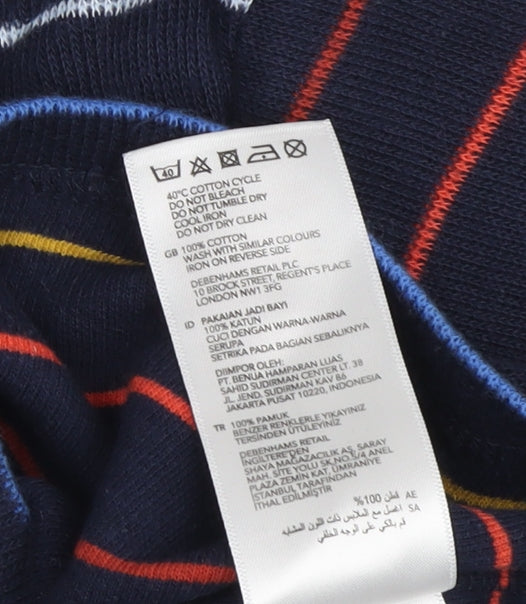 40
40°C COTTON CYCLE
DO NOT BLEACH
DO NOT TUMBLE DRY
COOL IRON
DO NOT DRY CLEAN
GB 100% COTTON
WASH WITH SIMILAR COLOURS
IRON ON REVERSE SIDE
DEBENHAMS RETAIL PLC
10 BROCK STREET, REGENT'S PLACE
LONDON NW1 3FG
ID PAKAIAN JADI BAYI
100% KATUN
CUCI DENGAN WARNA-WARNA
SERUPA
SETRIKA PADA BAGIAN SEBALIKNYA
DIIMPOR OLEH:
PT. BENUA HAMPARAN LUAS
SAHID SUDIRMAN CENTER LT. 38
JL. JEND. SUDIRMAN KAV 86
JAKARTA PUSAT 10220, INDONESIA
TR 100% PAMUK
BENZER RENKLERLE YIKAYINIZ
TERSİNDEN ÜTÜLEYİNİZ
DEBENHAMS RETAIL
İNGİLTERE'DEN
SHAYA MAĞAZACILIK A.Ş. SARAY
MAH. SİTE YOLU SK.NO.5/4 ANEL
PLAZA ZEMİN KAT, ÜMRANİYE
İSTANBUL TARAFINDAN
İTHAL EDİLMİŞTİR
AE قطن 100%
SA اغسل مع الملابس ذات اللون المتشابه
قم بالكي على الوجه الخلفي